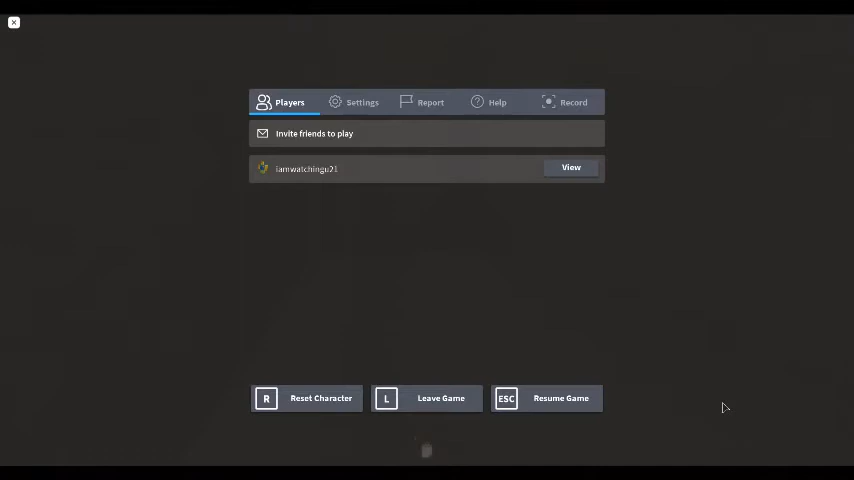 ×
Players
Settings
Report
Help
Record
Invite friends to play
iamwatchingu21
View
R Reset Character
L Leave Game
ESC Resume Game